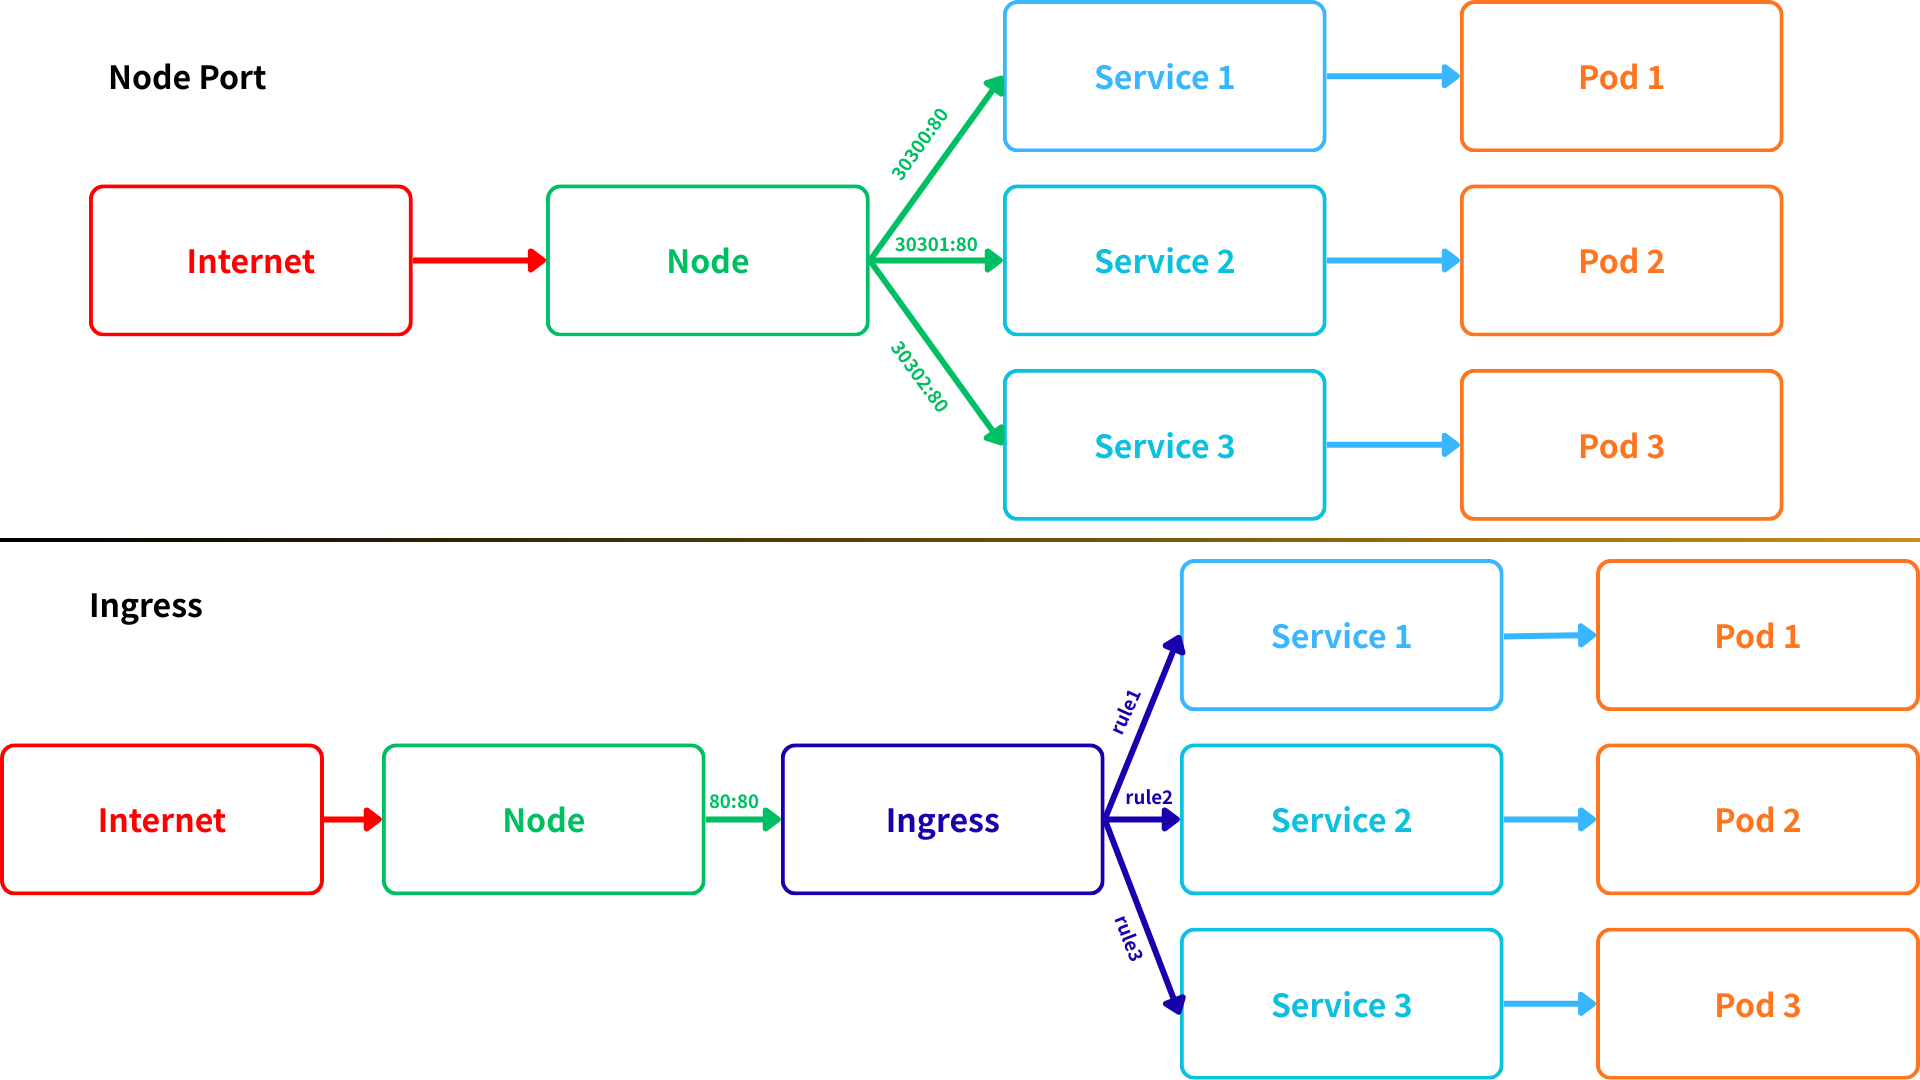 Node Port
Internet
Node
30300:80
30301:80
30302:80
Service 1
Pod 1
Service 2
Pod 2
Service 3
Pod 3
Ingress
Internet
Node
80:80
Ingress
rule1
rule2
rule3
Service 1
Pod 1
Service 2
Pod 2
Service 3
Pod 3